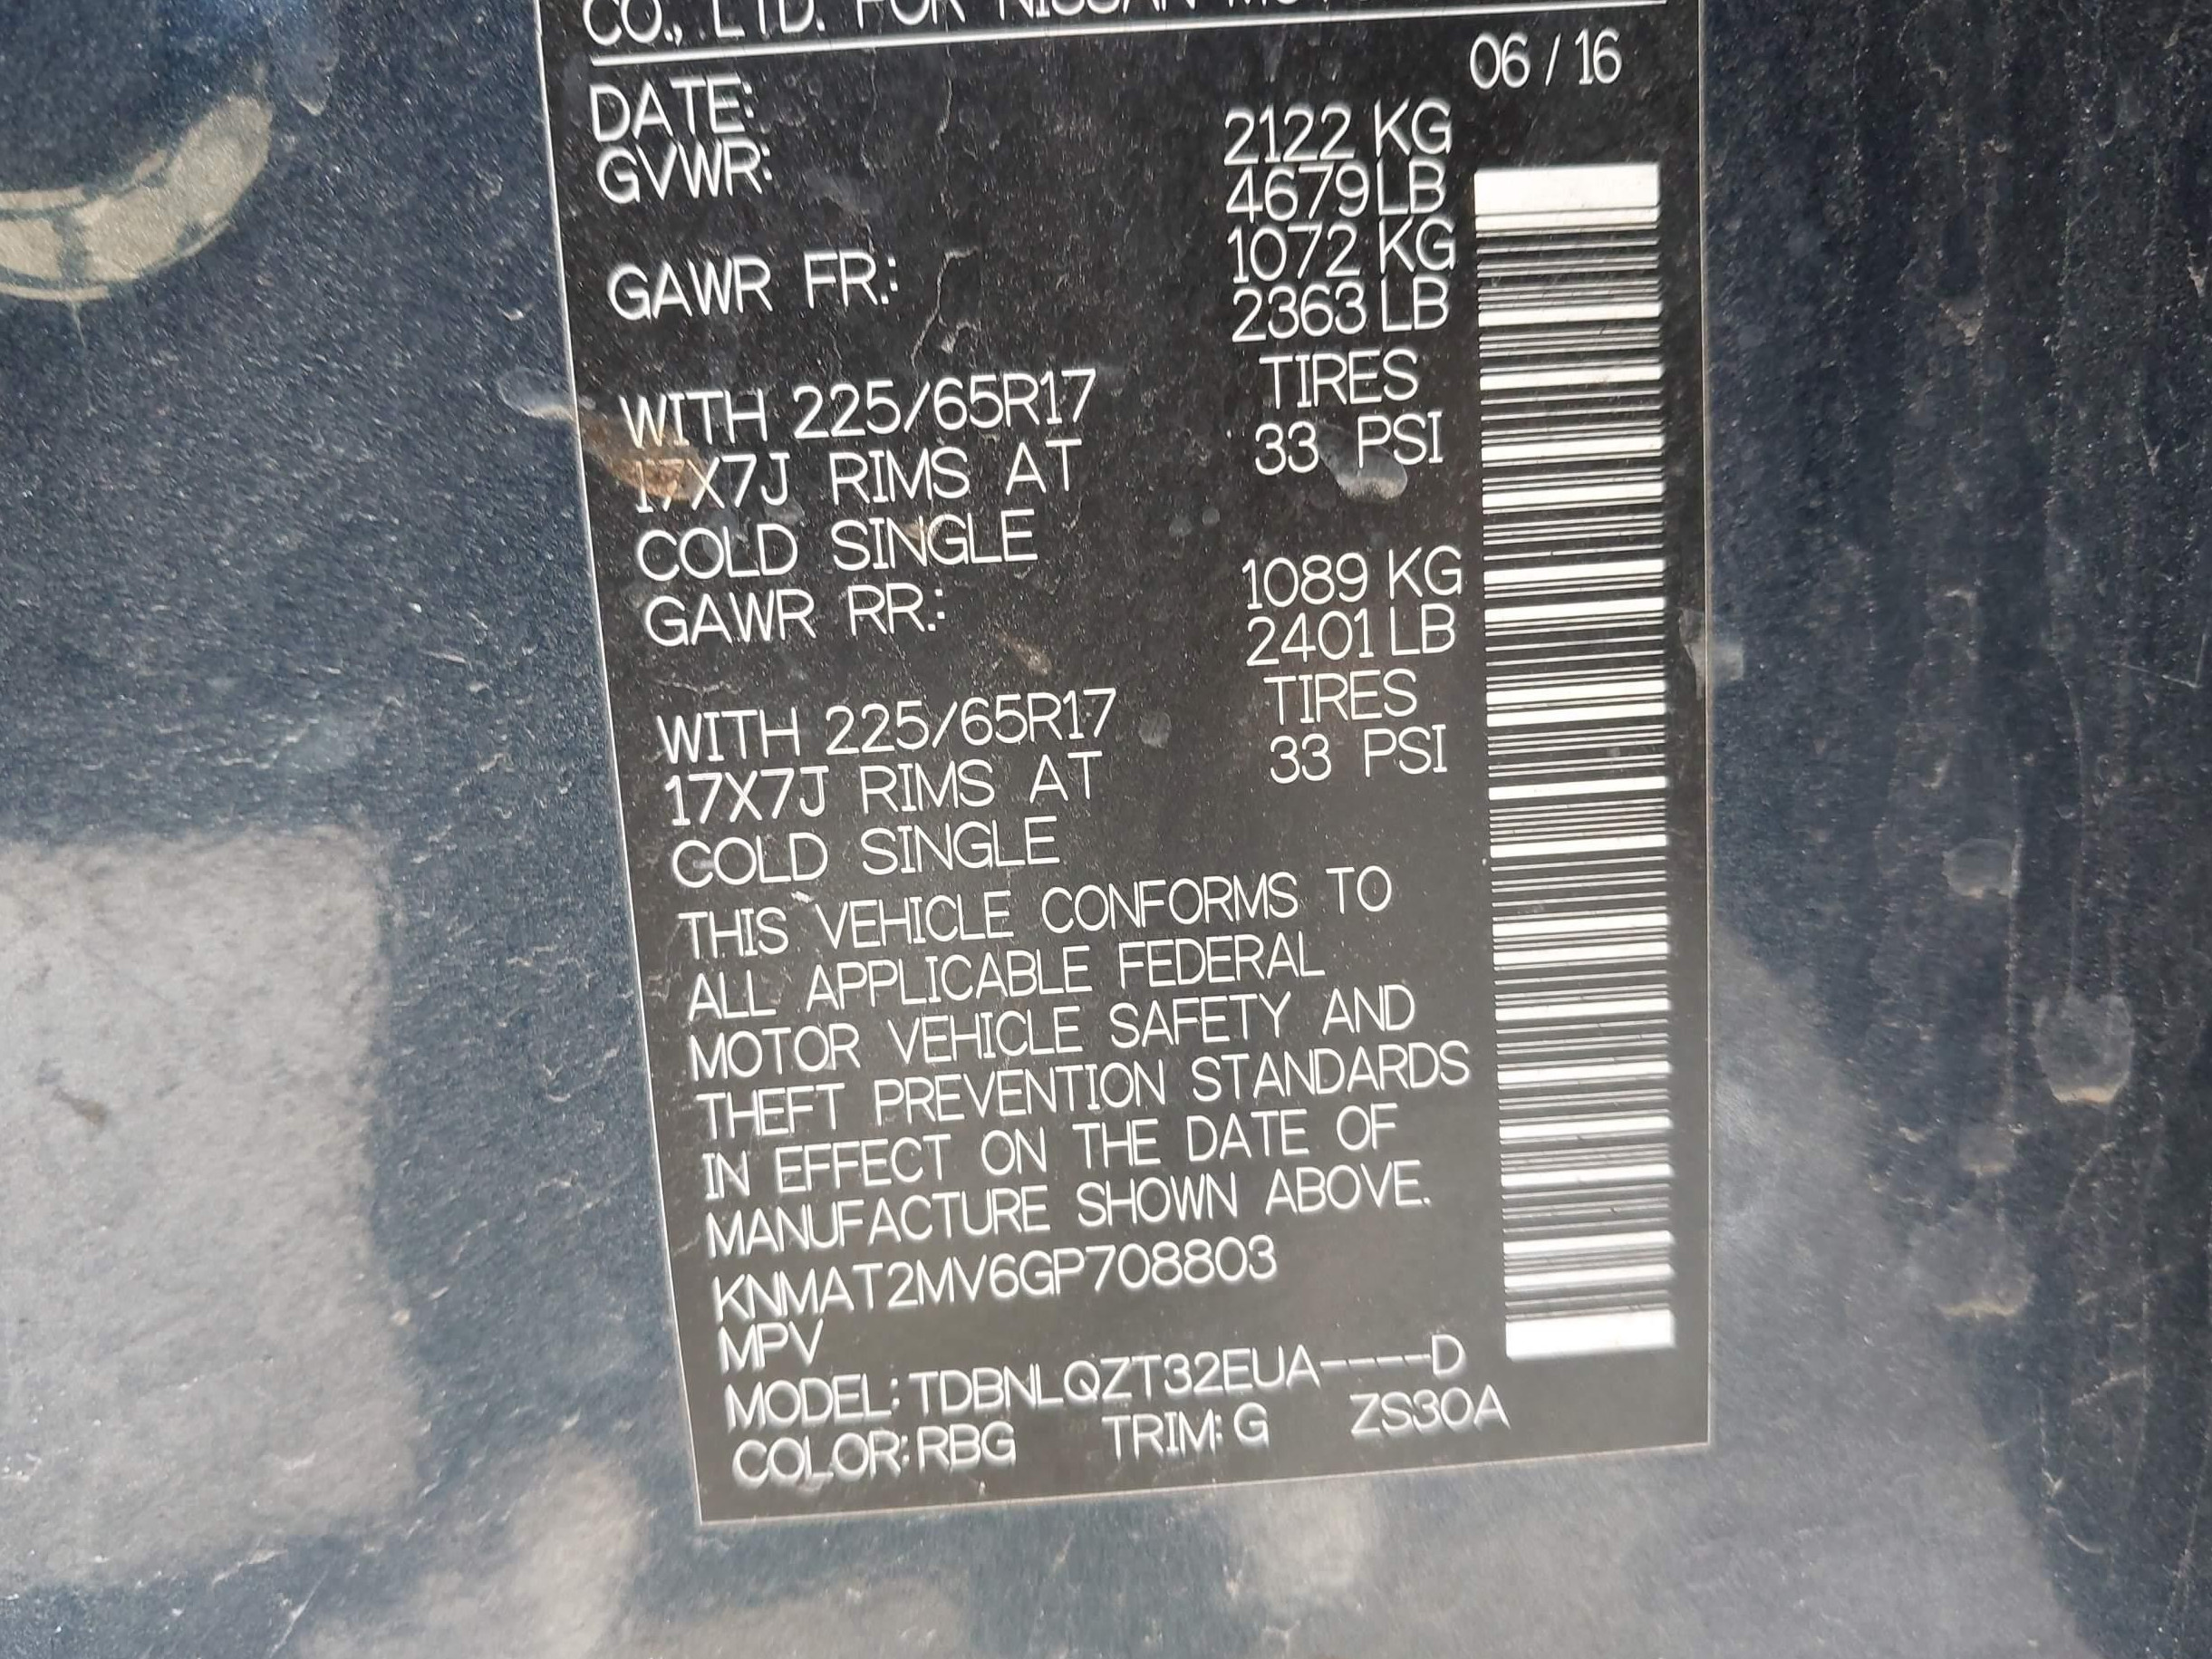 CO., LTD. FOR NISSAN
DATE: 06 / 16
GVWR: 2122 KG
4679 LB
GAWR FR.: 1072 KG
2363 LB
WITH 225/65R17 TIRES
17X7J RIMS AT 33 PSI
COLD SINGLE
GAWR RR.: 1089 KG
2401 LB
WITH 225/65R17 TIRES
17X7J RIMS AT 33 PSI
COLD SINGLE
THIS VEHICLE CONFORMS TO
ALL APPLICABLE FEDERAL
MOTOR VEHICLE SAFETY AND
THEFT PREVENTION STANDARDS
IN EFFECT ON THE DATE OF
MANUFACTURE SHOWN ABOVE.
KNMAT2MV6GP708803
MPV
MODEL: TDBNLQZT32EUA----D
COLOR: RBG TRIM: G ZS30A